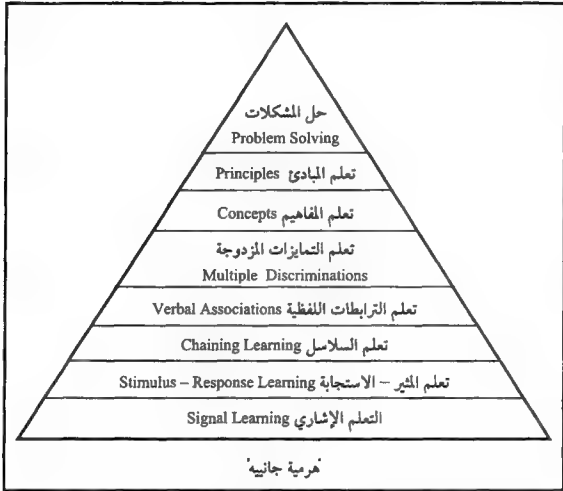 حل المشكلات
Problem Solving
تعلم المبادئ Principles
تعلم المفاهيم Concepts
تعلم التمايزات المزدوجة
Multiple Discriminations
تعلم الترابطات اللفظية Verbal Associations
تعلم السلاسل Chaining Learning
تعلم المثير – الاستجابة Stimulus – Response Learning
التعلم الإشاري Signal Learning
"هرمية جانييه"